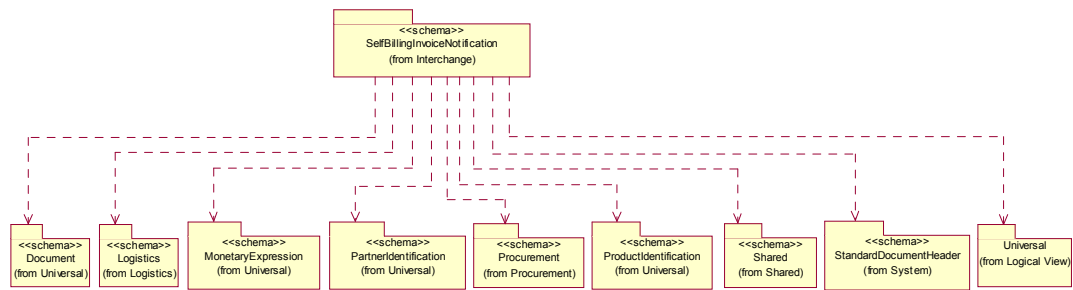 <<schema>>
SelfBillingInvoiceNotification
(from Interchange)
<<schema>>
Document
(from Universal)
<<schema>>
Logistics
(from Logistics)
<<schema>>
MonetaryExpression
(from Universal)
<<schema>>
PartnerIdentification
(from Universal)
<<schema>>
Procurement
(from Procurement)
<<schema>>
ProductIdentification
(from Universal)
<<schema>>
Shared
(from Shared)
<<schema>>
StandardDocumentHeader
(from System)
Universal
(from Logical View)